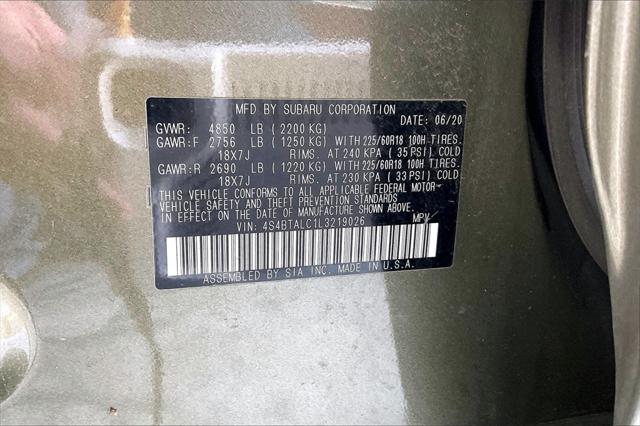 MFD BY SUBARU CORPORATION
DATE: 06/20
GVWR: 4850 LB ( 2200 KG)
GAWR:F 2756 LB ( 1250 KG) WITH 225/60R18 100H TIRES.
18X7J RIMS. AT 240 KPA ( 35 PSI) COLD
GAWR:R 2690 LB ( 1220 KG) WITH 225/60R18 100H TIRES.
18X7J RIMS. AT 230 KPA ( 33 PSI) COLD
THIS VEHICLE CONFORMS TO ALL APPLICABLE FEDERAL MOTOR
VEHICLE SAFETY AND THEFT PREVENTION STANDARDS
IN EFFECT ON THE DATE OF MANUFACTURE SHOWN ABOVE.
VIN: 4S4BTALC1L3219026 MPV
ASSEMBLED BY SIA INC. MADE IN U.S.A.